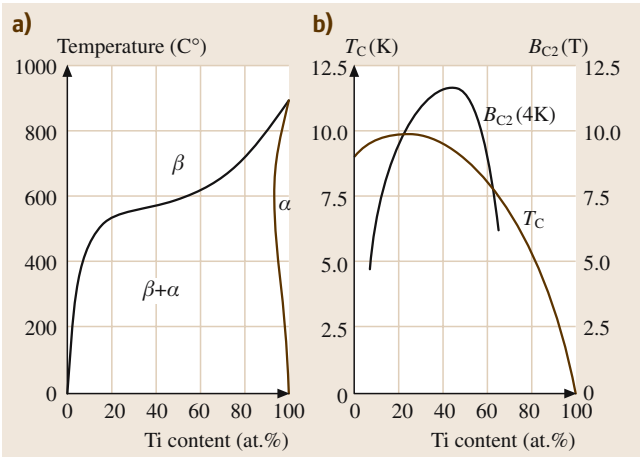 a)
Temperature (C°)
1000
800
600
400
200
0
0 20 40 60 80 100
Ti content (at.%)
β
α
β+α
b)
T_C (K) B_C2 (T)
12.5 12.5
10.0 10.0
7.5 7.5
5.0 5.0
2.5 2.5
0 0
0 20 40 60 80 100
Ti content (at.%)
B_C2 (4K)
T_C